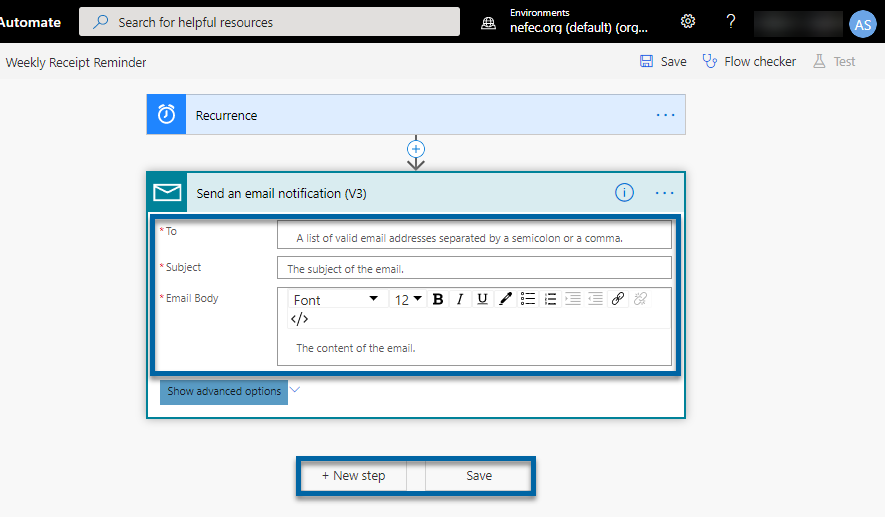 Automate
Search for helpful resources
Environments
nefec.org (default) (org...
?
AS
Weekly Receipt Reminder
Save
Flow checker
Test
Recurrence
...
Send an email notification (V3)
...
* To
A list of valid email addresses separated by a semicolon or a comma.
* Subject
The subject of the email.
* Email Body
Font 12 B I U
</>
The content of the email.
Show advanced options
+ New step
Save